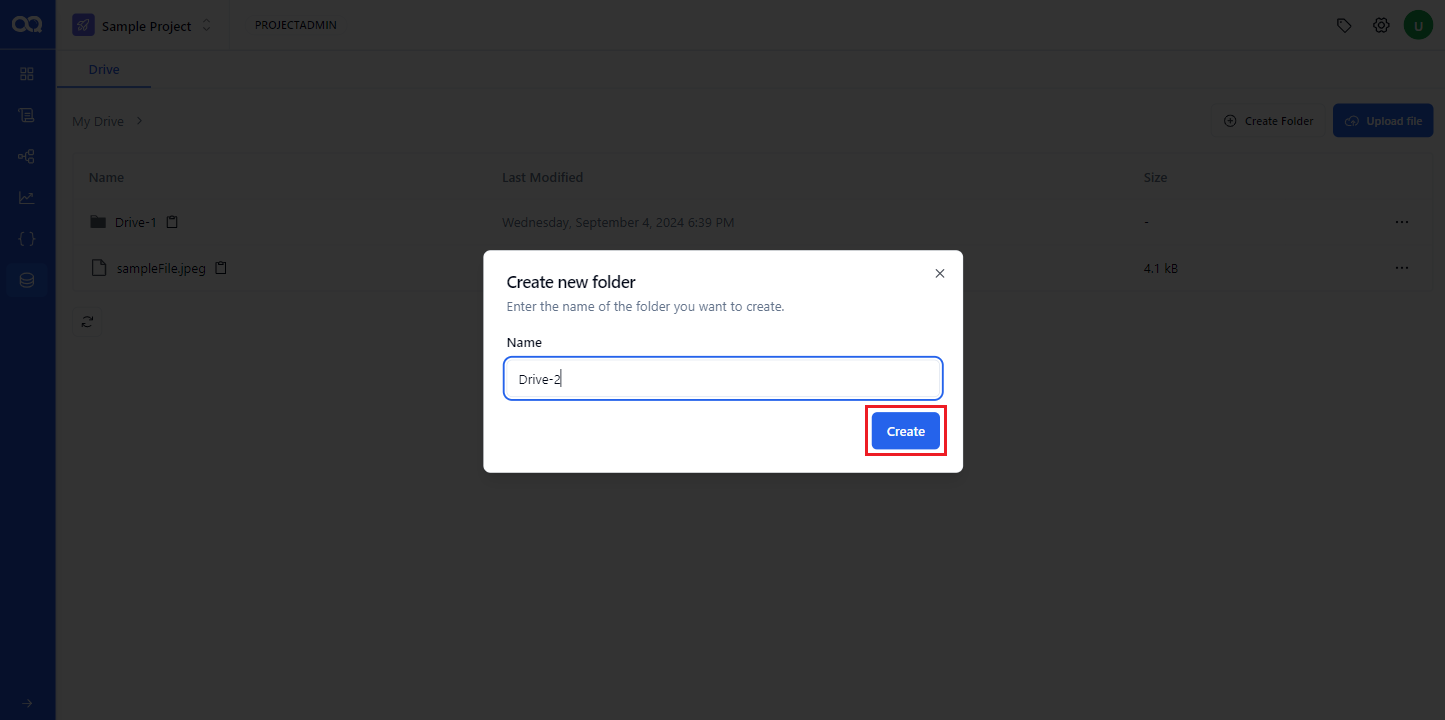 Sample Project PROJECTADMIN U
Drive
My Drive Create Folder Upload file
Name Last Modified Size
Drive-1 Wednesday, September 4, 2024 6:39 PM -
sampleFile.jpeg 4.1 kB
Create new folder
Enter the name of the folder you want to create.
Name
Drive-2
Create